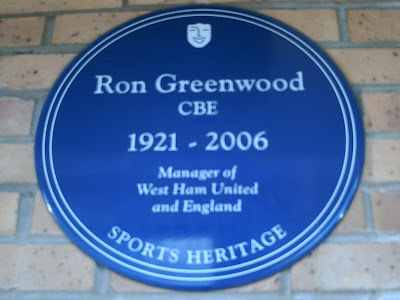 Ron Greenwood
CBE
1921 - 2006
Manager of
West Ham United
and England
SPORTS HERITAGE